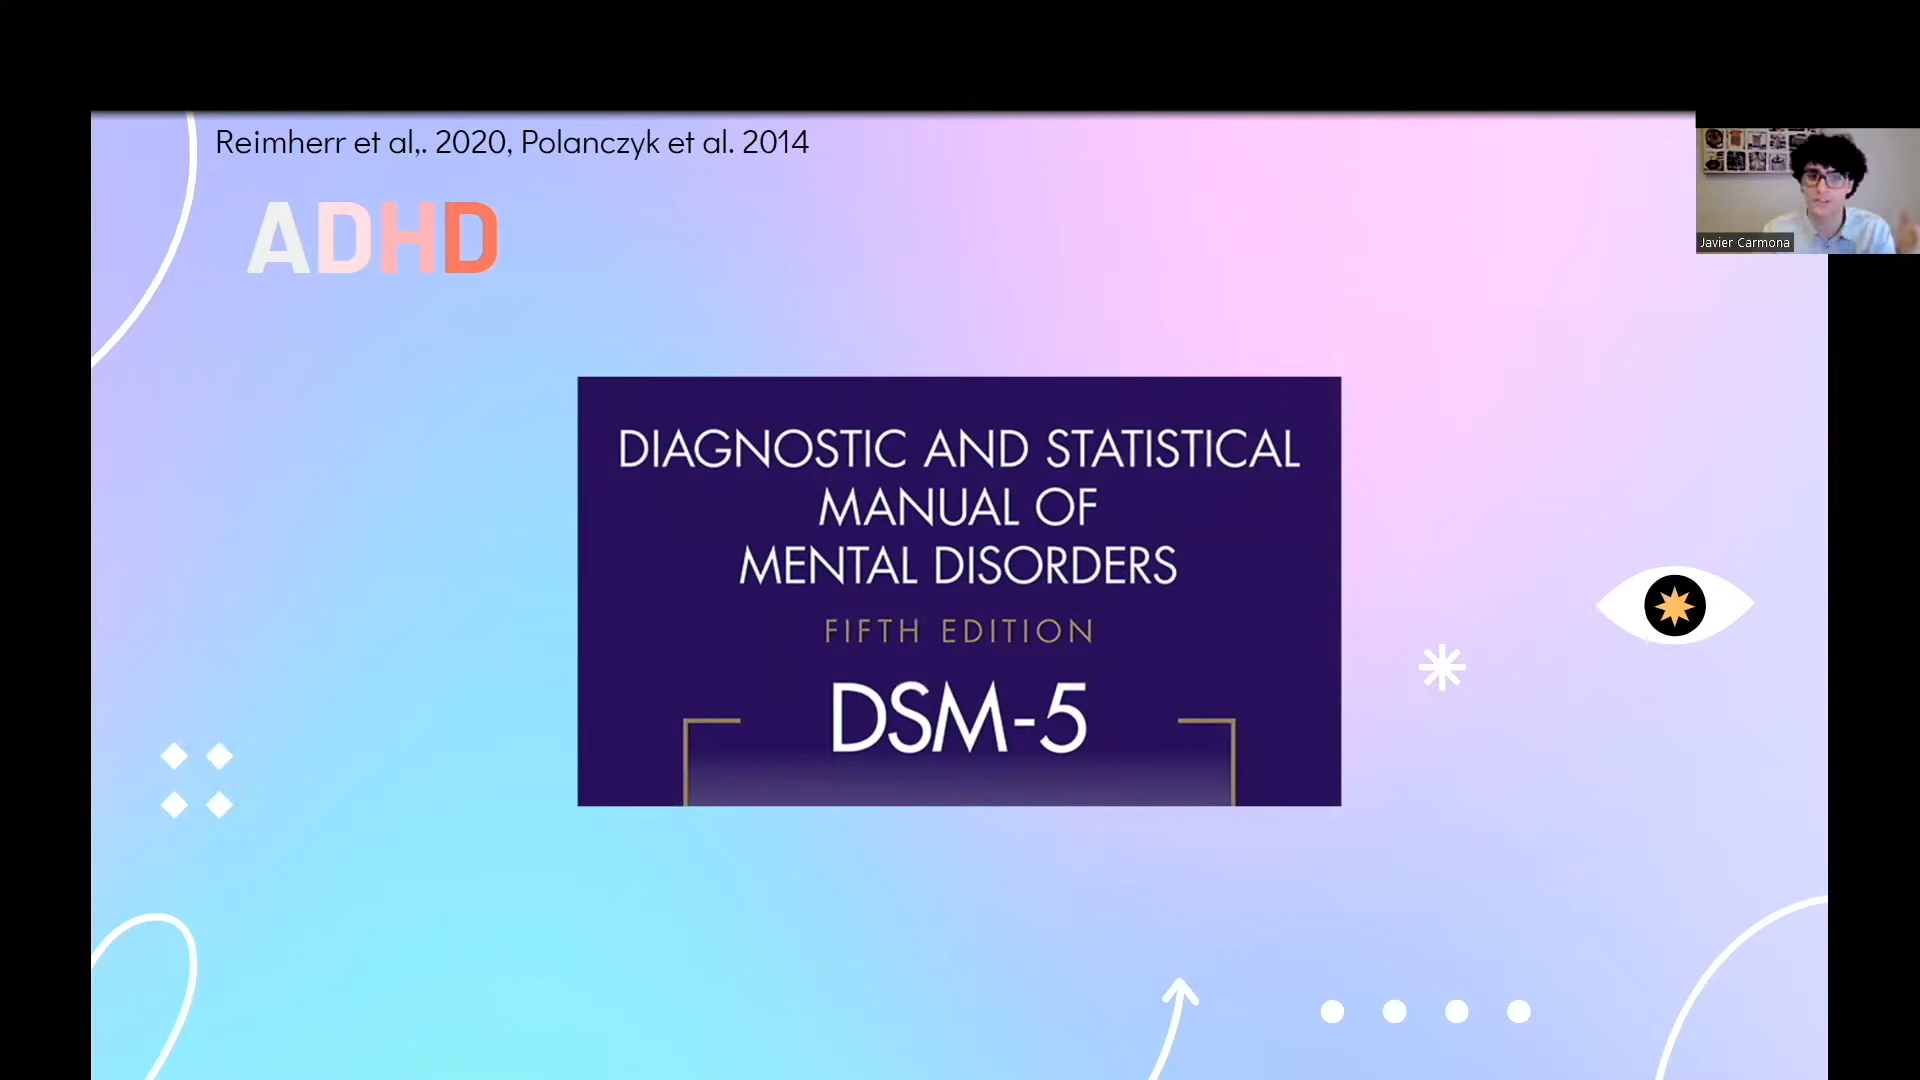 Reimherr et al,. 2020, Polanczyk et al. 2014
ADHD
Javier Carmona
DIAGNOSTIC AND STATISTICAL
MANUAL OF
MENTAL DISORDERS
FIFTH EDITION
DSM-5